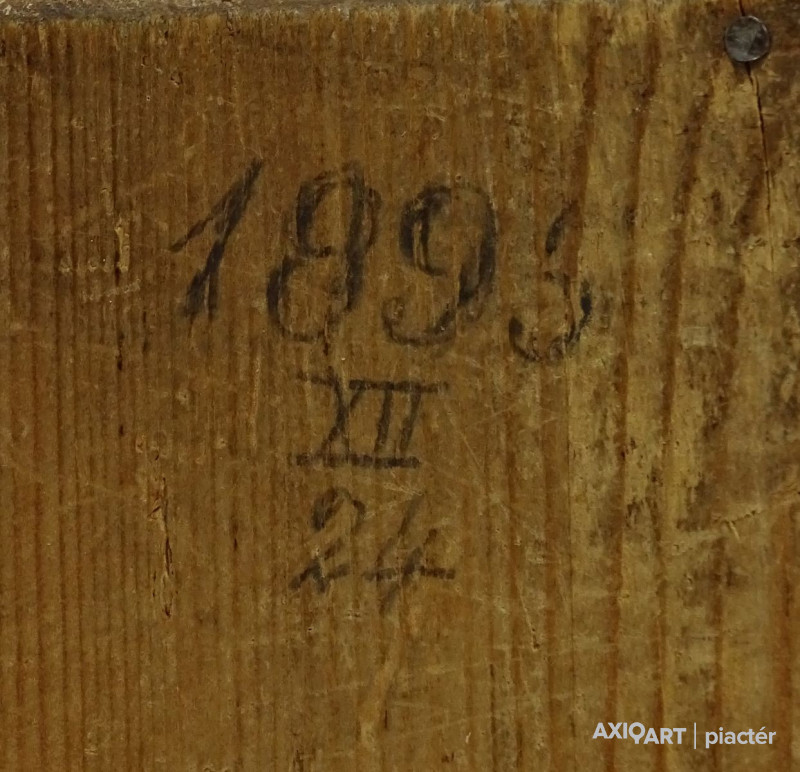 1893
XII
24
AXIOART | piactér